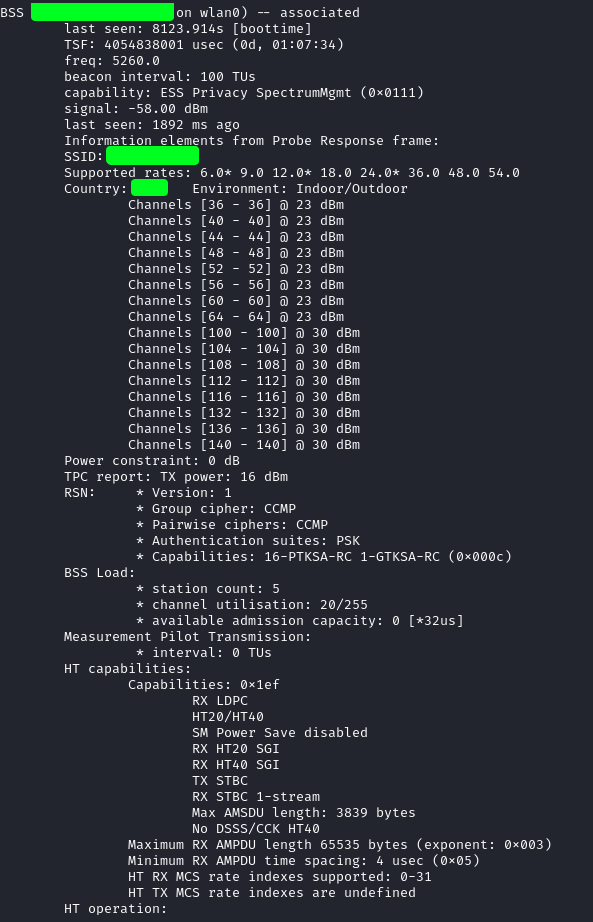 BSS on wlan0) -- associated
last seen: 8123.914s [boottime]
TSF: 4054838001 usec (0d, 01:07:34)
freq: 5260.0
beacon interval: 100 TUs
capability: ESS Privacy SpectrumMgmt (0x0111)
signal: -58.00 dBm
last seen: 1892 ms ago
Information elements from Probe Response frame:
SSID:
Supported rates: 6.0* 9.0 12.0* 18.0 24.0* 36.0 48.0 54.0
Country: Environment: Indoor/Outdoor
Channels [36 - 36] @ 23 dBm
Channels [40 - 40] @ 23 dBm
Channels [44 - 44] @ 23 dBm
Channels [48 - 48] @ 23 dBm
Channels [52 - 52] @ 23 dBm
Channels [56 - 56] @ 23 dBm
Channels [60 - 60] @ 23 dBm
Channels [64 - 64] @ 23 dBm
Channels [100 - 100] @ 30 dBm
Channels [104 - 104] @ 30 dBm
Channels [108 - 108] @ 30 dBm
Channels [112 - 112] @ 30 dBm
Channels [116 - 116] @ 30 dBm
Channels [132 - 132] @ 30 dBm
Channels [136 - 136] @ 30 dBm
Channels [140 - 140] @ 30 dBm
Power constraint: 0 dB
TPC report: TX power: 16 dBm
RSN: * Version: 1
* Group cipher: CCMP
* Pairwise ciphers: CCMP
* Authentication suites: PSK
* Capabilities: 16-PTKSA-RC 1-GTKSA-RC (0x000c)
BSS Load:
* station count: 5
* channel utilisation: 20/255
* available admission capacity: 0 [*32us]
Measurement Pilot Transmission:
* interval: 0 TUs
HT capabilities:
Capabilities: 0x1ef
RX LDPC
HT20/HT40
SM Power Save disabled
RX HT20 SGI
RX HT40 SGI
TX STBC
RX STBC 1-stream
Max AMSDU length: 3839 bytes
No DSSS/CCK HT40
Maximum RX AMPDU length 65535 bytes (exponent: 0x003)
Minimum RX AMPDU time spacing: 4 usec (0x05)
HT RX MCS rate indexes supported: 0-31
HT TX MCS rate indexes are undefined
HT operation: